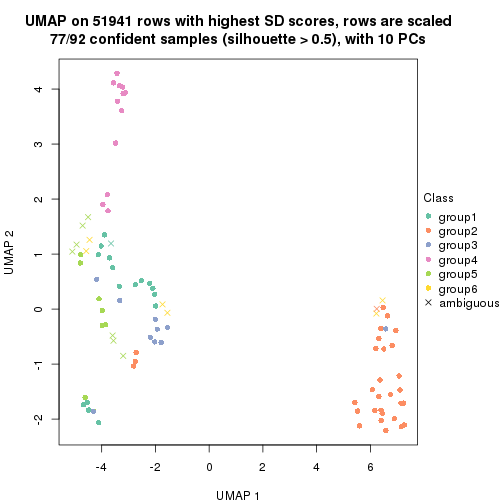 UMAP on 51941 rows with highest SD scores, rows are scaled
77/92 confident samples (silhouette > 0.5), with 10 PCs
4
3
2
1
0
-1
-2
UMAP 2
-4
-2
0
2
4
6
UMAP 1
Class
group1
group2
group3
group4
group5
group6
ambiguous